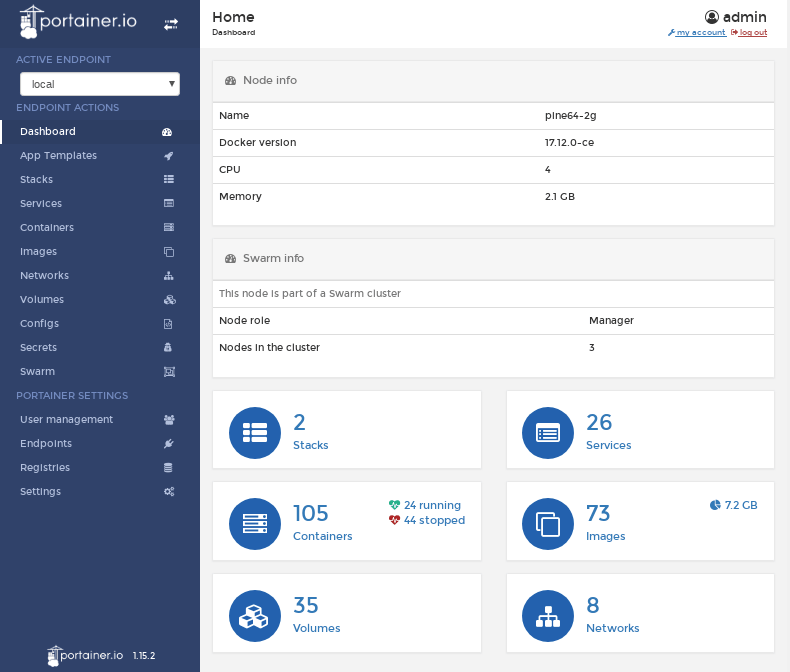 portainer.io
ACTIVE ENDPOINT
local
ENDPOINT ACTIONS
Dashboard
App Templates
Stacks
Services
Containers
Images
Networks
Volumes
Configs
Secrets
Swarm
PORTAINER SETTINGS
User management
Endpoints
Registries
Settings
portainer.io 1.15.2
Home
Dashboard
admin
my account log out
Node info
Name pine64-2g
Docker version 17.12.0-ce
CPU 4
Memory 2.1 GB
Swarm info
This node is part of a Swarm cluster
Node role Manager
Nodes in the cluster 3
2
Stacks
26
Services
105
Containers
24 running
44 stopped
73
Images
7.2 GB
35
Volumes
8
Networks